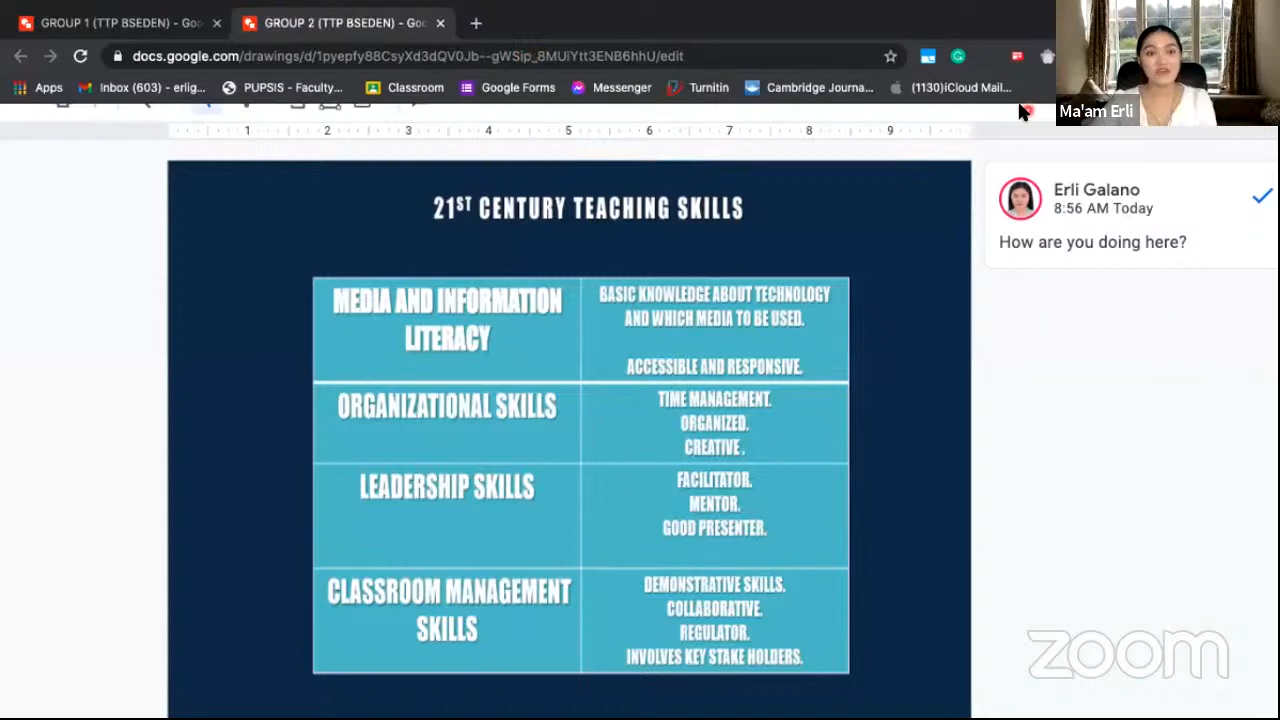 GROUP 1 (TTP BSEDEN) - Goo
GROUP 2 (TTP BSEDEN) - Goo
docs.google.com/drawings/d/1pyepfy88CsyXd3dQV0Jb--gWSip_8MUiYtt3ENB6hhU/edit
Apps
Inbox (603) - erlig...
PUPSIS - Faculty...
Classroom
Google Forms
Messenger
Turnitin
Cambridge Journa...
(1130)iCloud Mail...
Ma'am Erli
1 2 3 4 5 6 7 8 9
21ST CENTURY TEACHING SKILLS
MEDIA AND INFORMATION
LITERACY
BASIC KNOWLEDGE ABOUT TECHNOLOGY
AND WHICH MEDIA TO BE USED.
ACCESSIBLE AND RESPONSIVE.
ORGANIZATIONAL SKILLS
TIME MANAGEMENT.
ORGANIZED.
CREATIVE .
LEADERSHIP SKILLS
FACILITATOR.
MENTOR.
GOOD PRESENTER.
CLASSROOM MANAGEMENT
SKILLS
DEMONSTRATIVE SKILLS.
COLLABORATIVE.
REGULATOR.
INVOLVES KEY STAKE HOLDERS.
Erli Galano
8:56 AM Today
How are you doing here?
zoom